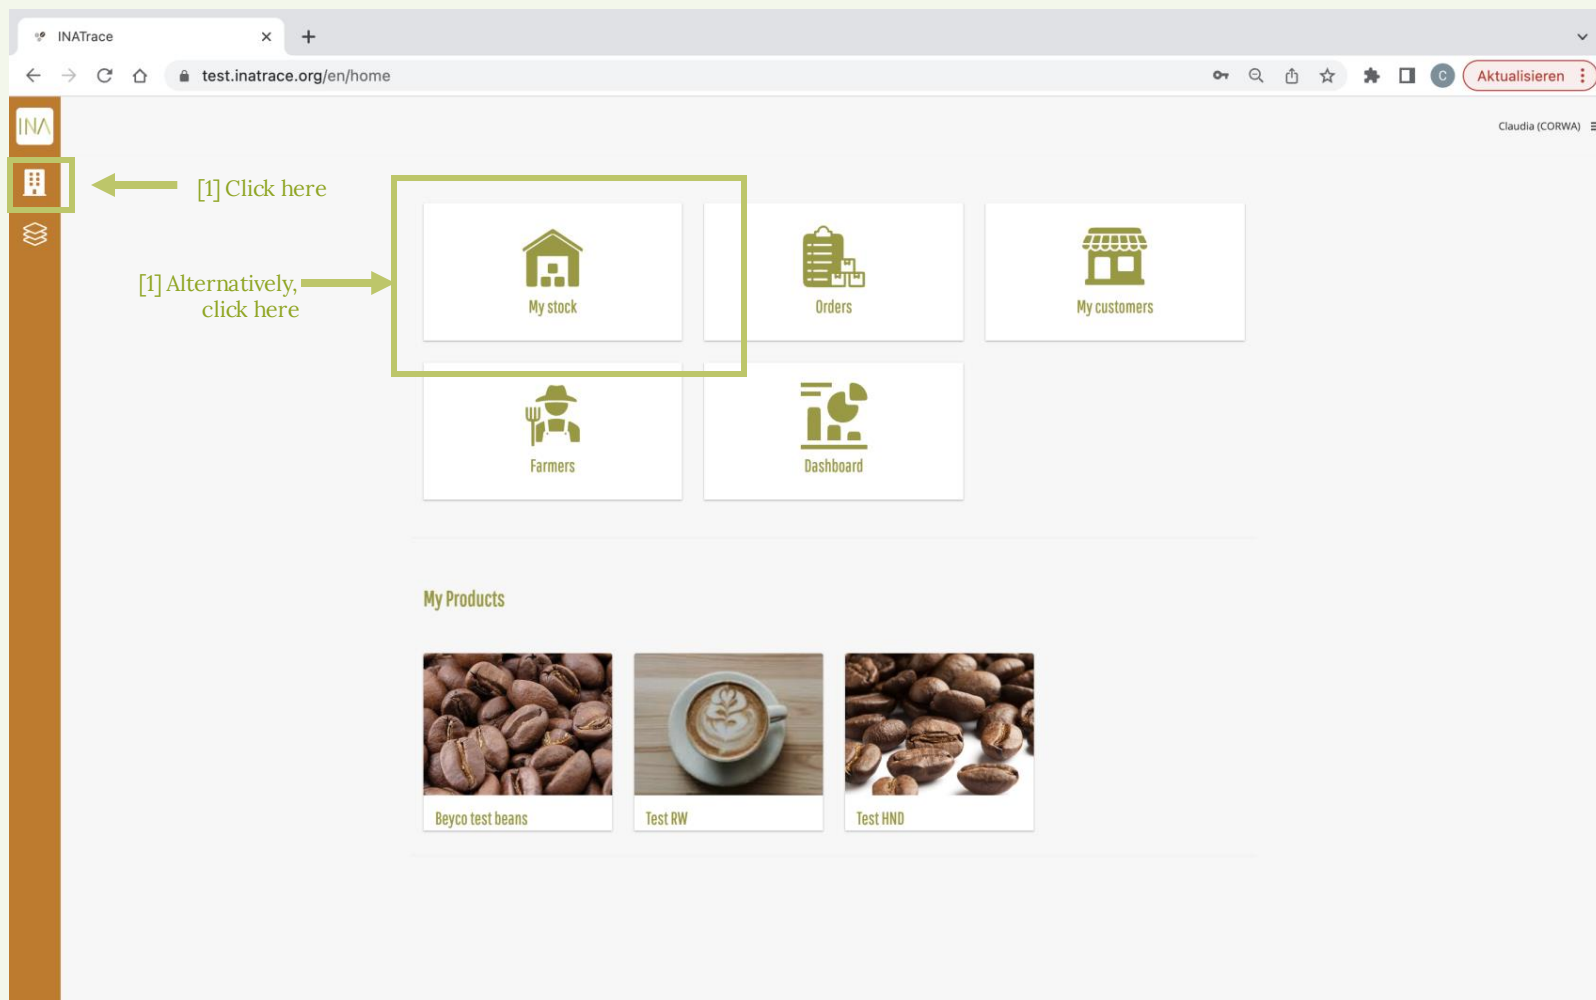 INATrace
test.inatrace.org/en/home
C
Aktualisieren
INA
Claudia (CORWA)
[1] Click here
[1] Alternatively,
click here
My stock
Orders
My customers
Farmers
Dashboard
My Products
Beyco test beans
Test RW
Test HND